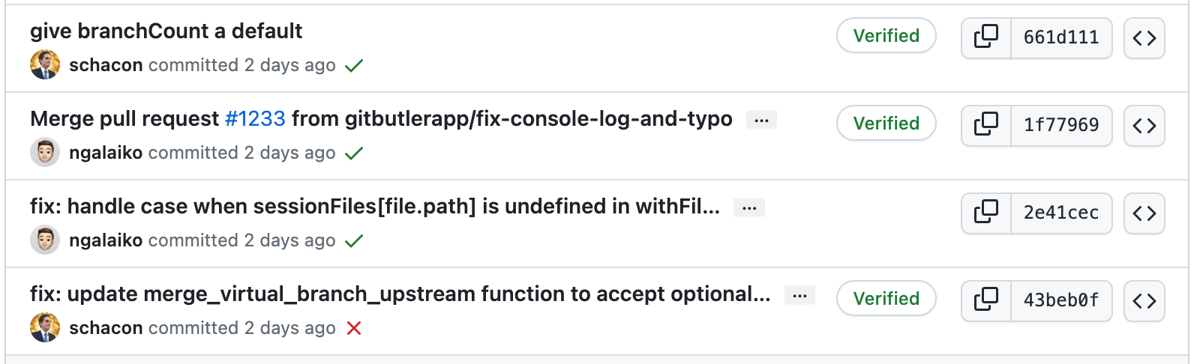 give branchCount a default
Verified
661d111
schacon committed 2 days ago
Merge pull request #1233 from gitbutlerapp/fix-console-log-and-typo ...
Verified
1f77969
ngalaiko committed 2 days ago
fix: handle case when sessionFiles[file.path] is undefined in withFil... ...
2e41cec
ngalaiko committed 2 days ago
fix: update merge_virtual_branch_upstream function to accept optional... ...
Verified
43beb0f
schacon committed 2 days ago